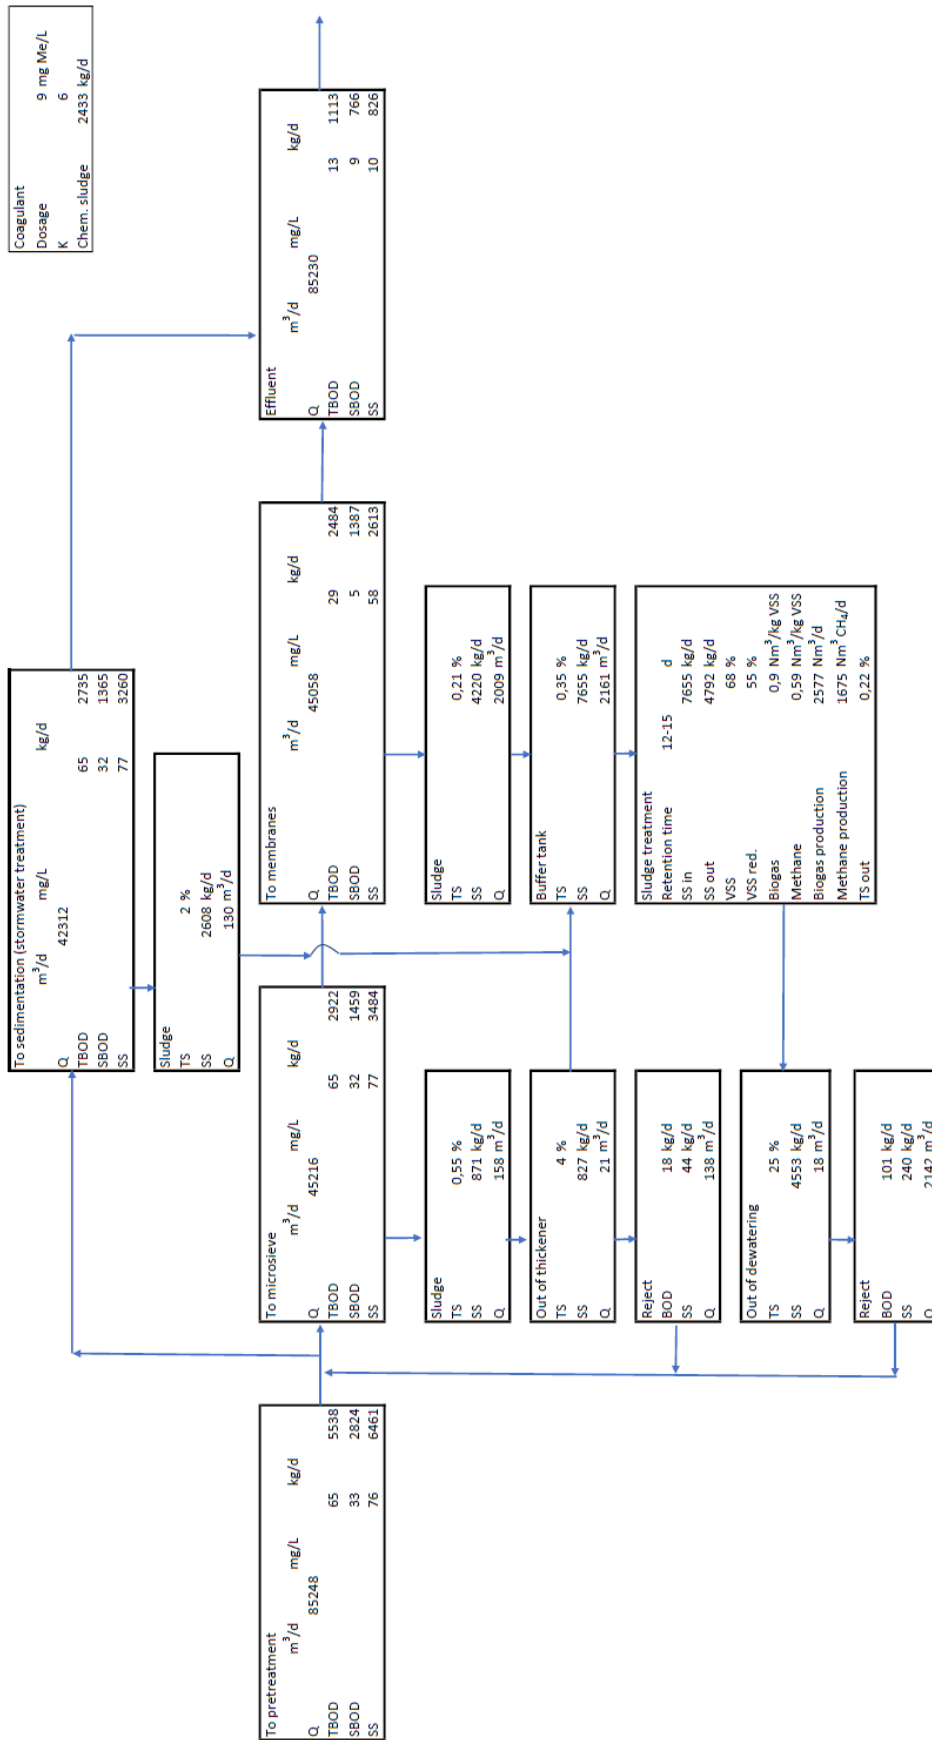 Coagulant
Dosage 9 mg Me/L
K 6
Chem. sludge 2433 kg/d
To sedimentation (stormwater treatment)
m³/d mg/L kg/d
Q 42312
TBOD 65 2735
SBOD 32 1365
SS 77 3260
Sludge
TS 2 %
SS 2608 kg/d
Q 130 m³/d
To pretreatment
m³/d mg/L kg/d
Q 85248
TBOD 65 5538
SBOD 33 2824
SS 76 6461
To microsieve
m³/d mg/L kg/d
Q 45216
TBOD 65 2922
SBOD 32 1459
SS 77 3484
To membranes
m³/d mg/L kg/d
Q 45058
TBOD 29 2484
SBOD 5 1387
SS 58 2613
Effluent
m³/d mg/L kg/d
Q 85230
TBOD 13 1113
SBOD 9 766
SS 10 826
Sludge
TS 0,55 %
SS 871 kg/d
Q 158 m³/d
Sludge
TS 0,21 %
SS 4220 kg/d
Q 2009 m³/d
Out of thickener
TS 4 %
SS 827 kg/d
Q 21 m³/d
Buffer tank
TS 0,35 %
SS 7655 kg/d
Q 2161 m³/d
Reject
BOD 18 kg/d
SS 44 kg/d
Q 138 m³/d
Sludge treatment
Retention time 12-15 d
SS in 7655 kg/d
SS out 4792 kg/d
VSS 68 %
VSS red. 55 %
Biogas 0,9 Nm³/kg VSS
Methane 0,59 Nm³/kg VSS
Biogas production 2577 Nm³/d
Methane production 1675 Nm³ CH₄/d
TS out 0,22 %
Out of dewatering
TS 25 %
SS 4553 kg/d
Q 18 m³/d
Reject
BOD 101 kg/d
SS 240 kg/d
Q 2142 m³/d